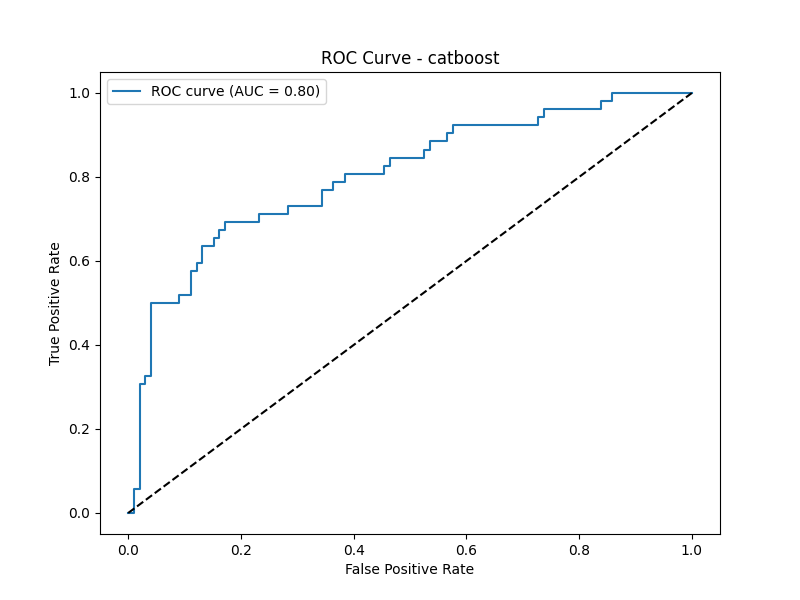 ROC Curve - catboost
ROC curve (AUC = 0.80)
1.0
0.8
0.6
0.4
0.2
0.0
True Positive Rate
0.0 0.2 0.4 0.6 0.8 1.0
False Positive Rate